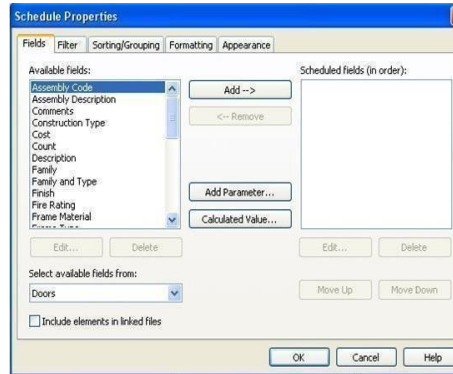 Schedule Properties
Fields Filter Sorting/Grouping Formatting Appearance
Available fields:
Assembly Code
Assembly Description
Comments
Construction Type
Cost
Count
Description
Family
Family and Type
Finish
Fire Rating
Frame Material
Frame Type
Add -->
<-- Remove
Add Parameter...
Calculated Value...
Scheduled fields (in order):
Edit... Delete
Edit... Delete
Select available fields from:
Doors
Move Up Move Down
Include elements in linked files
OK Cancel Help